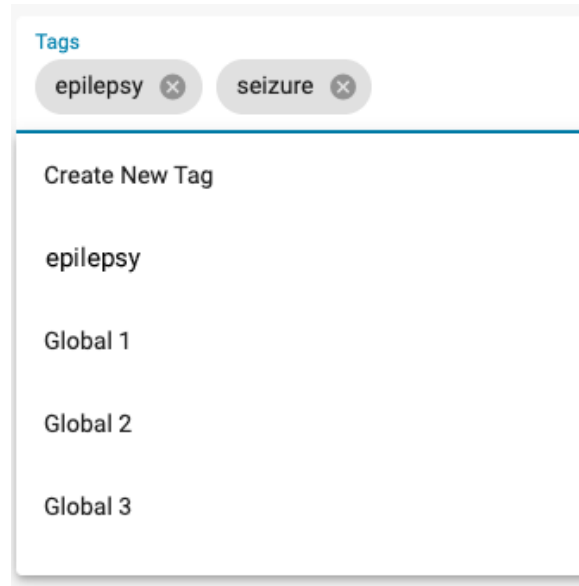 Tags
epilepsy seizure
Create New Tag
epilepsy
Global 1
Global 2
Global 3